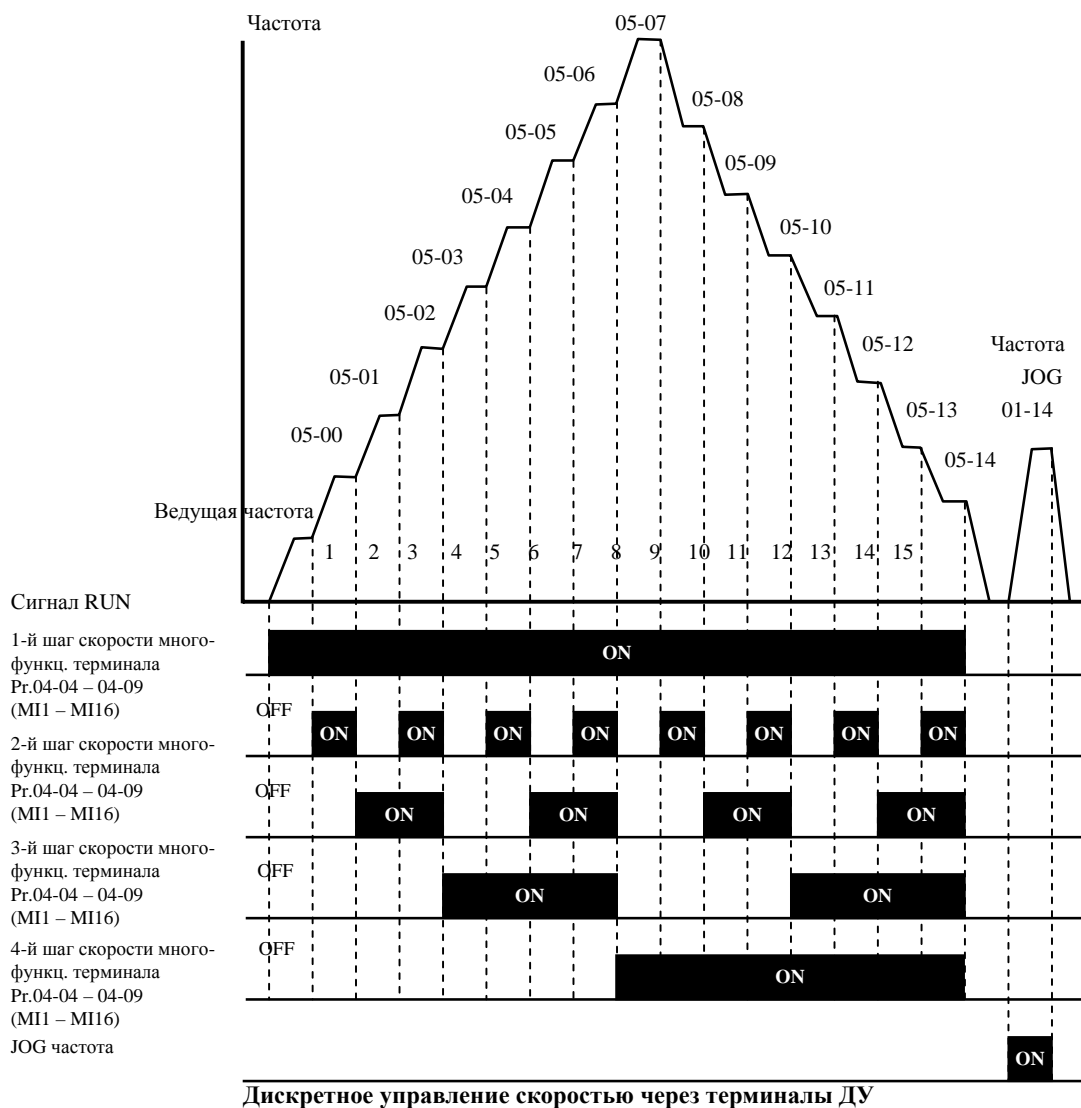 Частота
05-07
05-06
05-08
05-05
05-09
05-04
05-10
05-03
05-11
05-02
05-12
Частота
JOG
05-01
05-13
01-14
05-00
05-14
Ведущая частота
1 2 3 4 5 6 7 8 9 10 11 12 13 14 15
Сигнал RUN
1-й шаг скорости много-
функц. терминала
Pr.04-04 – 04-09
(MI1 – MI16)
ON
OFF
ON ON ON ON ON ON ON ON
2-й шаг скорости много-
функц. терминала
Pr.04-04 – 04-09
(MI1 – MI16)
OFF
ON ON ON ON
3-й шаг скорости много-
функц. терминала
Pr.04-04 – 04-09
(MI1 – MI16)
OFF
ON ON
4-й шаг скорости много-
функц. терминала
Pr.04-04 – 04-09
(MI1 – MI16)
OFF
ON
JOG частота
ON
Дискретное управление скоростью через терминалы ДУ